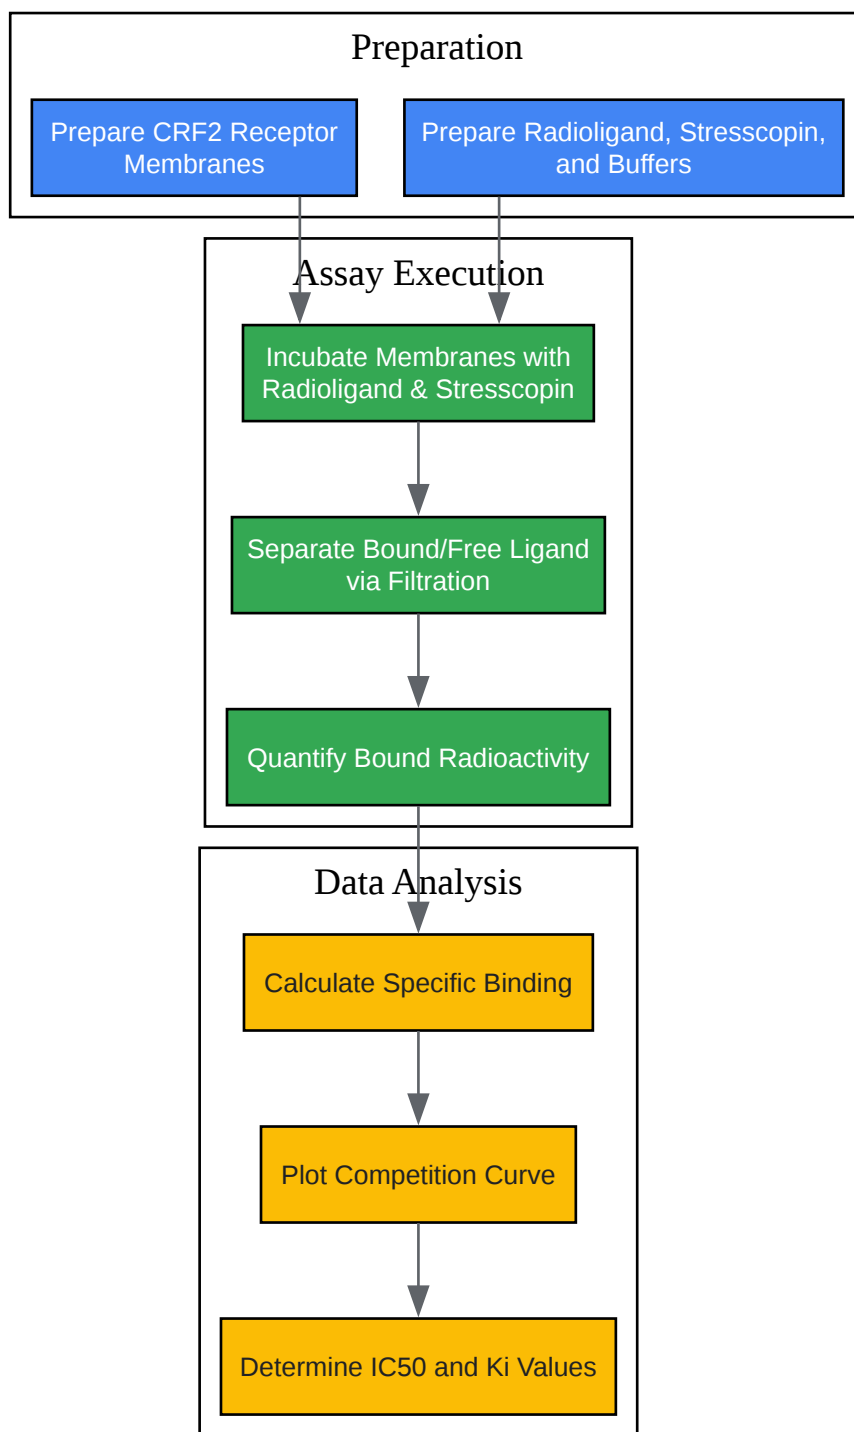 Preparation
Prepare CRF2 Receptor
Membranes
Prepare Radioligand, Stresscopin,
and Buffers
Assay Execution
Incubate Membranes with
Radioligand & Stresscopin
Separate Bound/Free Ligand
via Filtration
Quantify Bound Radioactivity
Data Analysis
Calculate Specific Binding
Plot Competition Curve
Determine IC50 and Ki Values